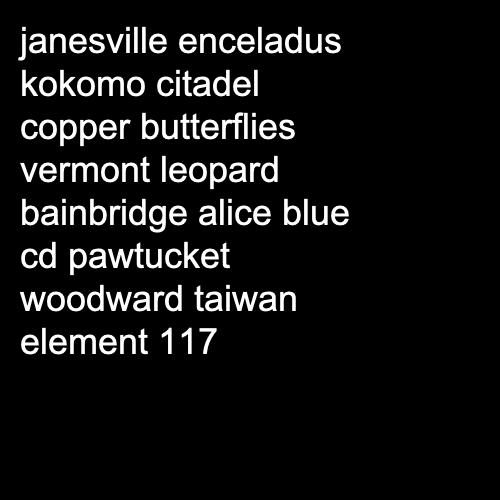 janesville enceladus
kokomo citadel
copper butterflies
vermont leopard
bainbridge alice blue
cd pawtucket
woodward taiwan
element 117